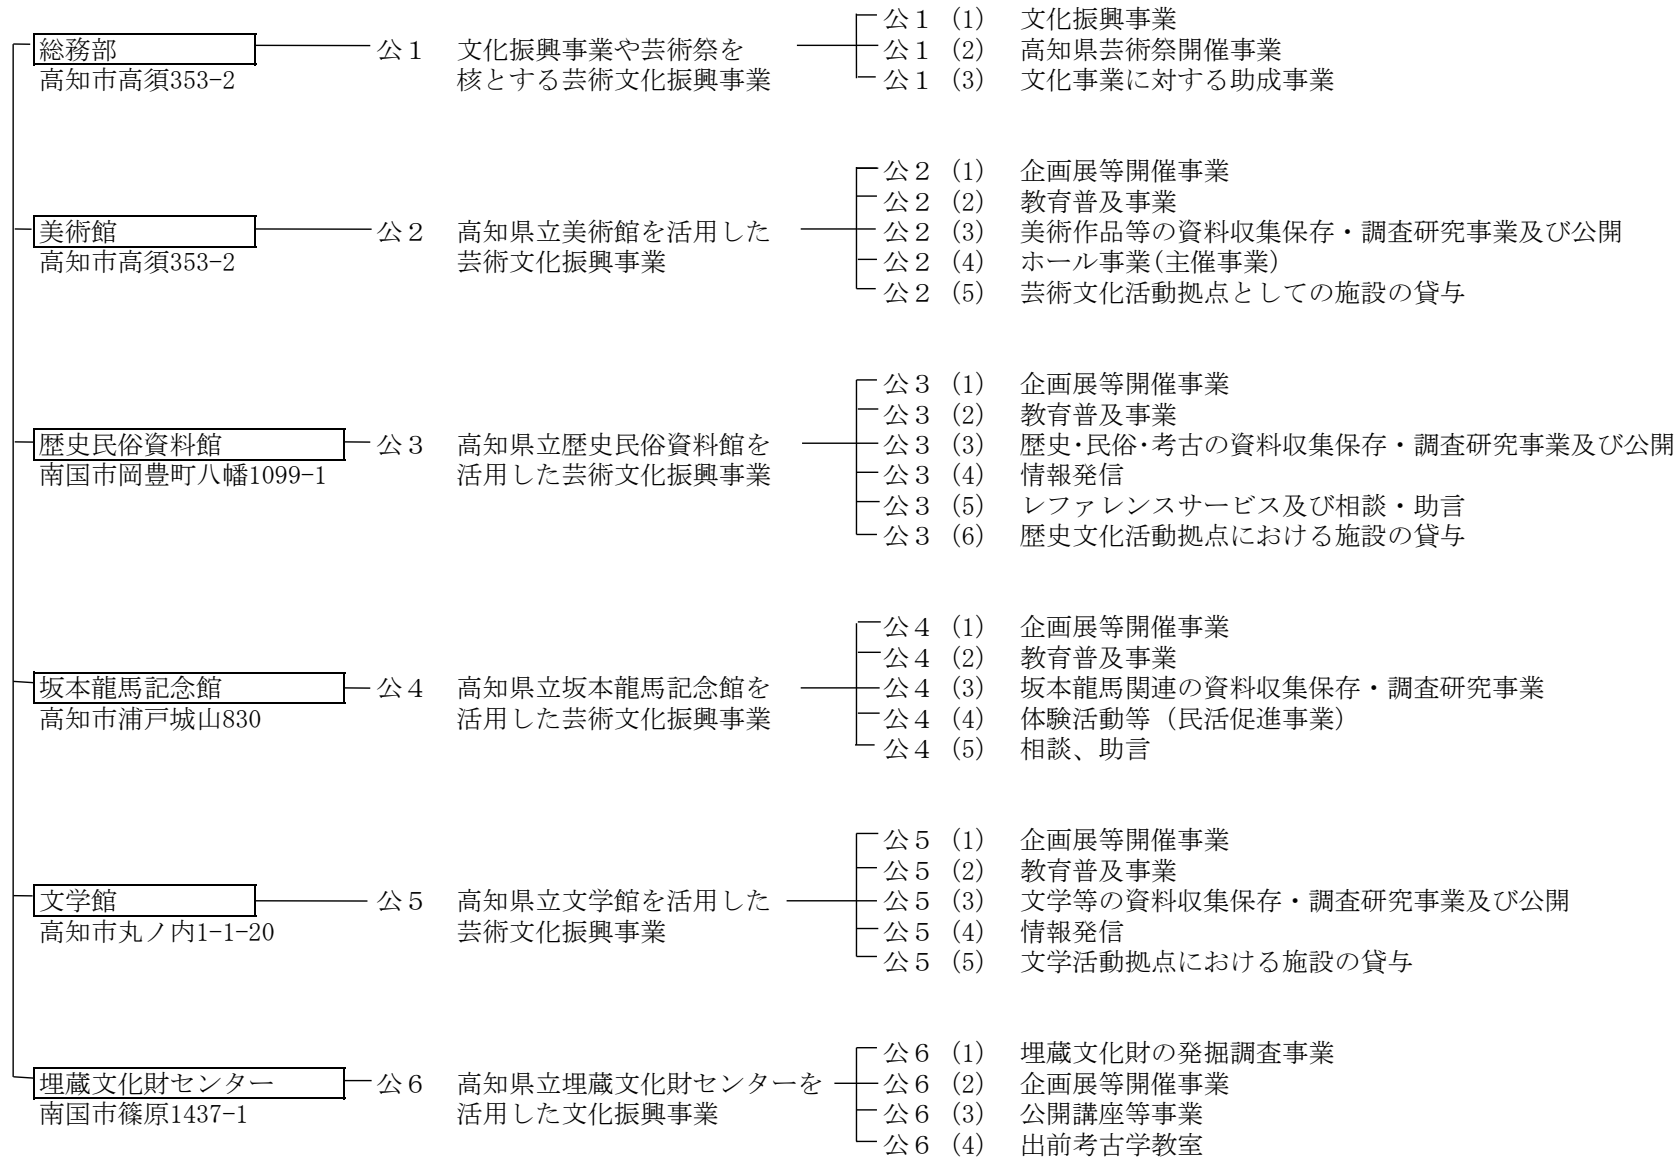 公１ (1) 文化振興事業
総務部 公１ 文化振興事業や芸術祭を 公１ (2) 高知県芸術祭開催事業
高知市高須353-2 核とする芸術文化振興事業 公１ (3) 文化事業に対する助成事業
公２ (1) 企画展等開催事業
公２ (2) 教育普及事業
美術館 公２ 高知県立美術館を活用した 公２ (3) 美術作品等の資料収集保存・調査研究事業及び公開
高知市高須353-2 芸術文化振興事業 公２ (4) ホール事業(主催事業)
公２ (5) 芸術文化活動拠点としての施設の貸与
公３ (1) 企画展等開催事業
公３ (2) 教育普及事業
歴史民俗資料館 公３ 高知県立歴史民俗資料館を 公３ (3) 歴史･民俗･考古の資料収集保存・調査研究事業及び公開
南国市岡豊町八幡1099-1 活用した芸術文化振興事業 公３ (4) 情報発信
公３ (5) レファレンスサービス及び相談・助言
公３ (6) 歴史文化活動拠点における施設の貸与
公４ (1) 企画展等開催事業
公４ (2) 教育普及事業
坂本龍馬記念館 公４ 高知県立坂本龍馬記念館を 公４ (3) 坂本龍馬関連の資料収集保存・調査研究事業
高知市浦戸城山830 活用した芸術文化振興事業 公４ (4) 体験活動等（民活促進事業）
公４ (5) 相談、助言
公５ (1) 企画展等開催事業
公５ (2) 教育普及事業
文学館 公５ 高知県立文学館を活用した 公５ (3) 文学等の資料収集保存・調査研究事業及び公開
高知市丸ノ内1-1-20 芸術文化振興事業 公５ (4) 情報発信
公５ (5) 文学活動拠点における施設の貸与
公６ (1) 埋蔵文化財の発掘調査事業
埋蔵文化財センター 公６ 高知県立埋蔵文化財センターを 公６ (2) 企画展等開催事業
南国市篠原1437-1 活用した文化振興事業 公６ (3) 公開講座等事業
公６ (4) 出前考古学教室